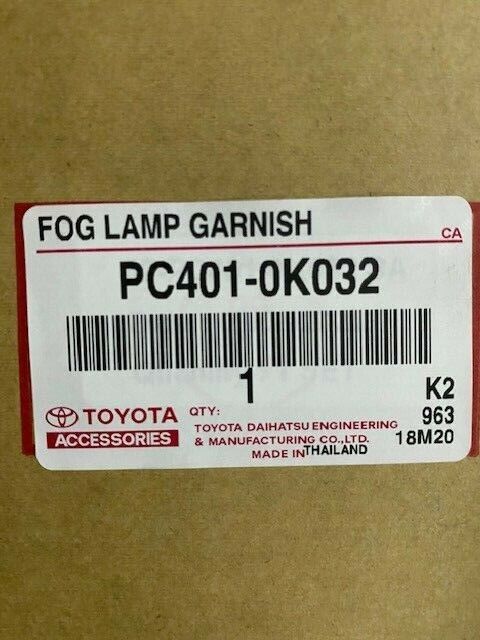 FOG LAMP GARNISH
CA
PC401-0K032
1
K2
TOYOTA
ACCESSORIES
QTY:
963
TOYOTA DAIHATSU ENGINEERING
& MANUFACTURING CO.,LTD.
18M20
MADE IN THAILAND